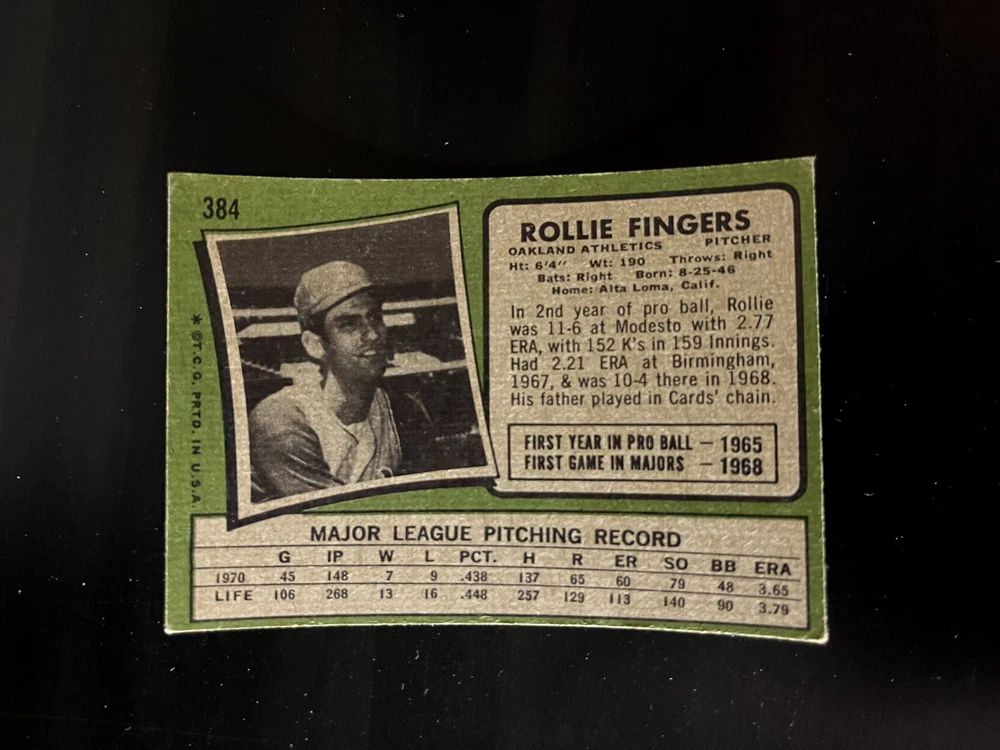 384
ROLLIE FINGERS
OAKLAND ATHLETICS PITCHER
Ht: 6'4" Wt: 190 Throws: Right
Bats: Right Born: 8-25-46
Home: Alta Loma, Calif.
In 2nd year of pro ball, Rollie
was 11-6 at Modesto with 2.77
ERA, with 152 K's in 159 Innings.
Had 2.21 ERA at Birmingham,
1967, & was 10-4 there in 1968.
His father played in Cards' chain.
FIRST YEAR IN PRO BALL — 1965
FIRST GAME IN MAJORS — 1968
* ©T.C.G. PRTD. IN U.S.A.
MAJOR LEAGUE PITCHING RECORD
G IP W L PCT. H R ER SO BB ERA
1970 45 148 7 9 .438 137 65 60 79 48 3.65
LIFE 106 268 13 16 .448 257 129 113 140 90 3.79